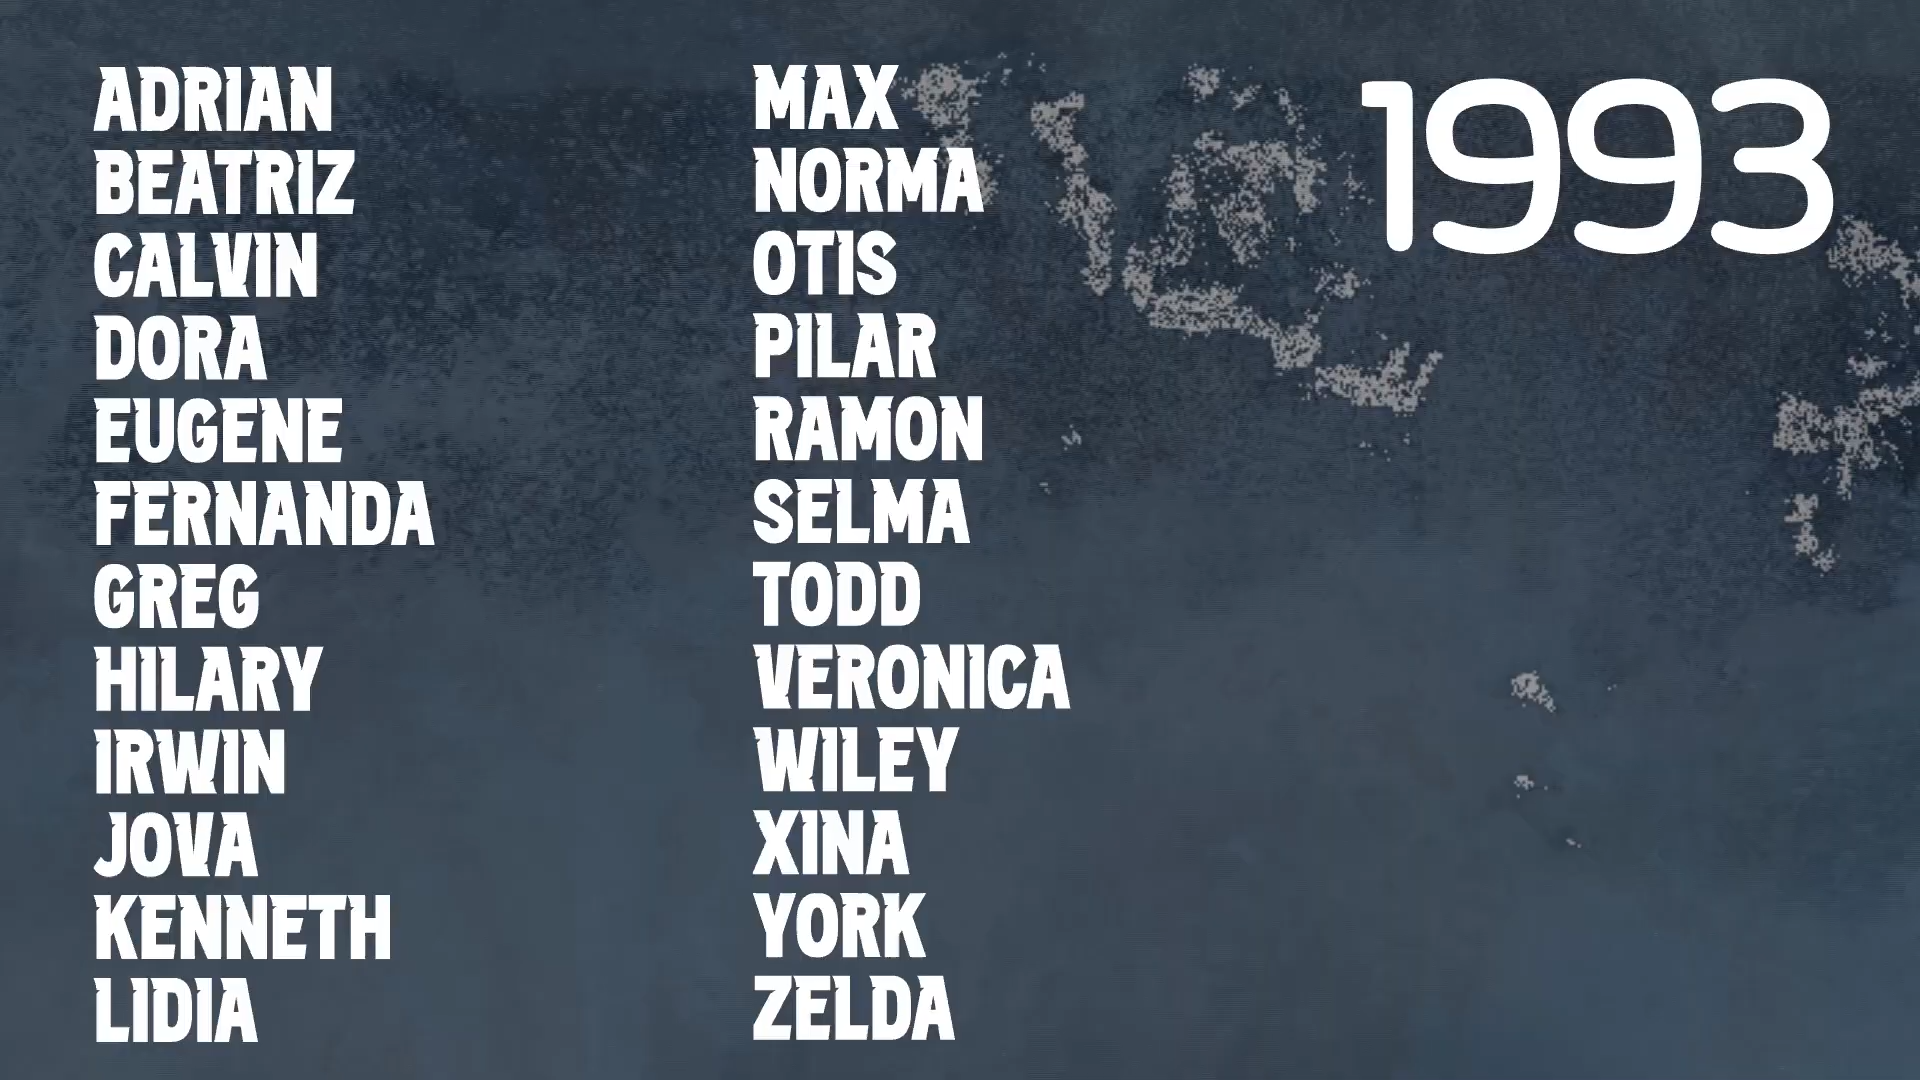 ADRIAN
BEATRIZ
CALVIN
DORA
EUGENE
FERNANDA
GREG
HILARY
IRWIN
JOVA
KENNETH
LIDIA
MAX
NORMA
OTIS
PILAR
RAMON
SELMA
TODD
VERONICA
WILEY
XINA
YORK
ZELDA
1993